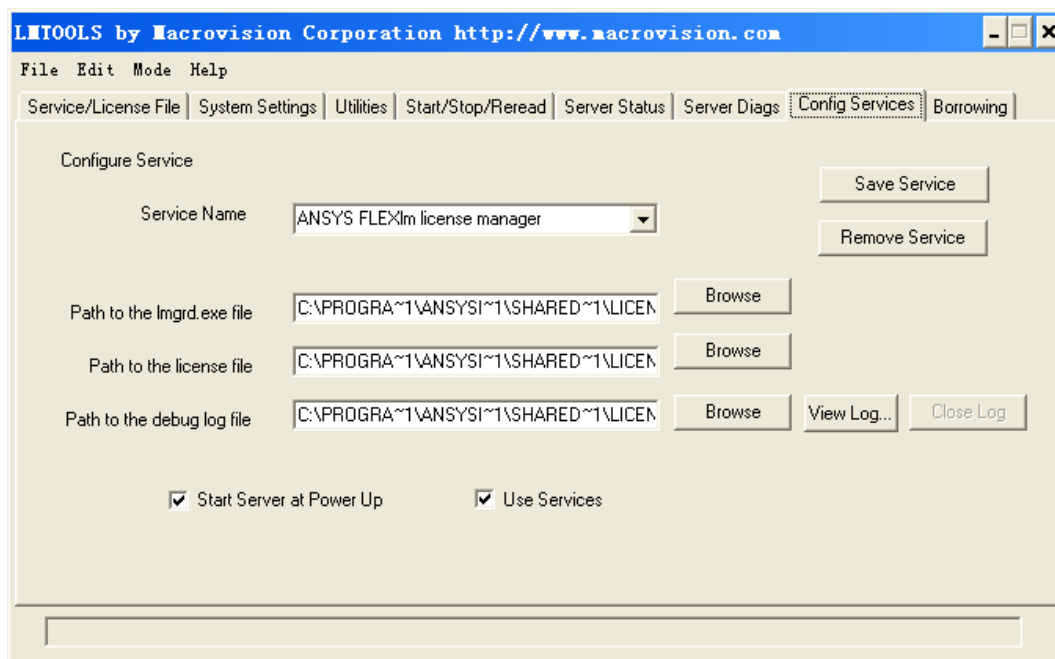 LMTOOLS by Macrovision Corporation http://www.macrovision.com
File Edit Mode Help
Service/License File System Settings Utilities Start/Stop/Reread Server Status Server Diags Config Services Borrowing
Configure Service
Save Service
Service Name ANSYS FLEXlm license manager
Remove Service
Path to the lmgrd.exe file C:\PROGRA~1\ANSYSI~1\SHARED~1\LICEN Browse
Path to the license file C:\PROGRA~1\ANSYSI~1\SHARED~1\LICEN Browse
Path to the debug log file C:\PROGRA~1\ANSYSI~1\SHARED~1\LICEN Browse View Log... Close Log
Start Server at Power Up Use Services